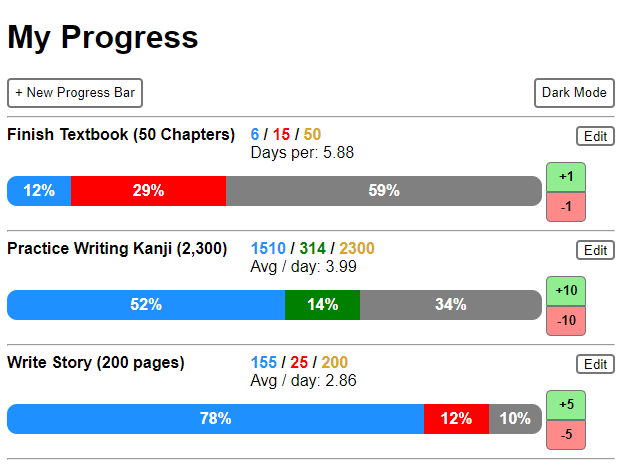 My Progress
+ New Progress Bar
Dark Mode
Finish Textbook (50 Chapters) 6 / 15 / 50
Edit
Days per: 5.88
12% 29% 59%
+1
-1
Practice Writing Kanji (2,300) 1510 / 314 / 2300
Edit
Avg / day: 3.99
52% 14% 34%
+10
-10
Write Story (200 pages) 155 / 25 / 200
Edit
Avg / day: 2.86
78% 12% 10%
+5
-5